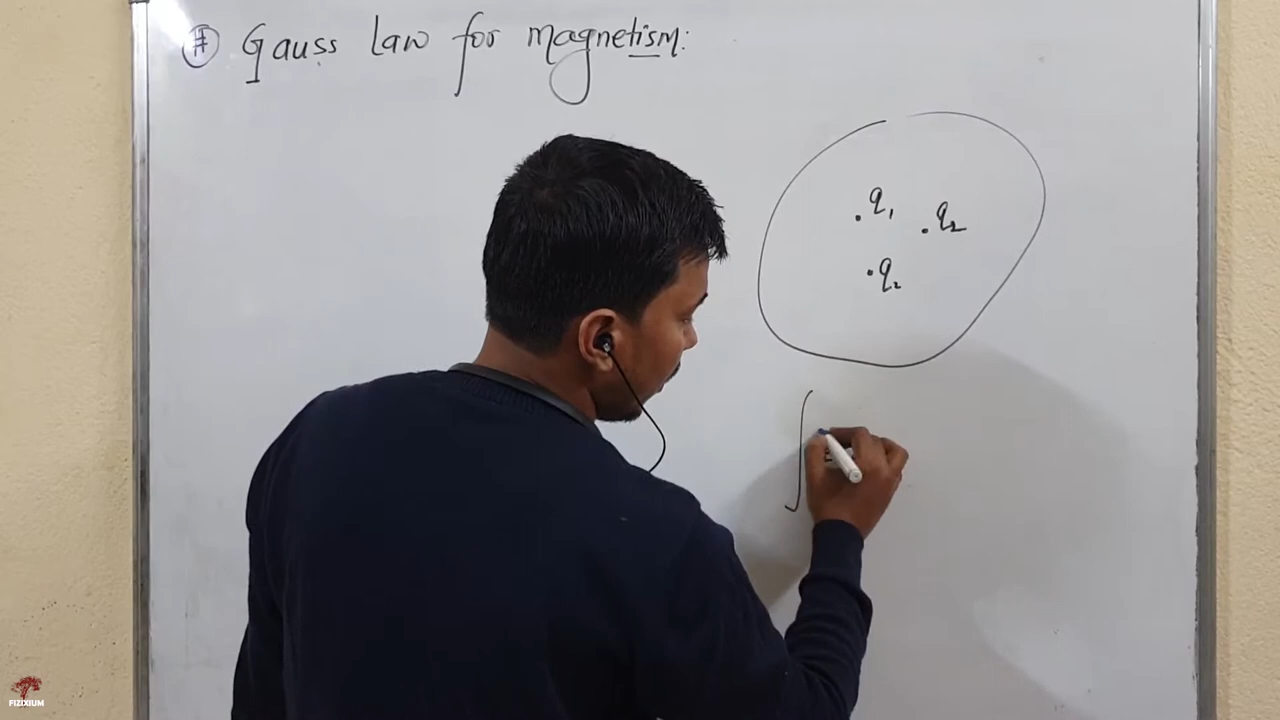 # Gauss law for magnetism:
q₁
q₂
q₂
FIZIXIUM